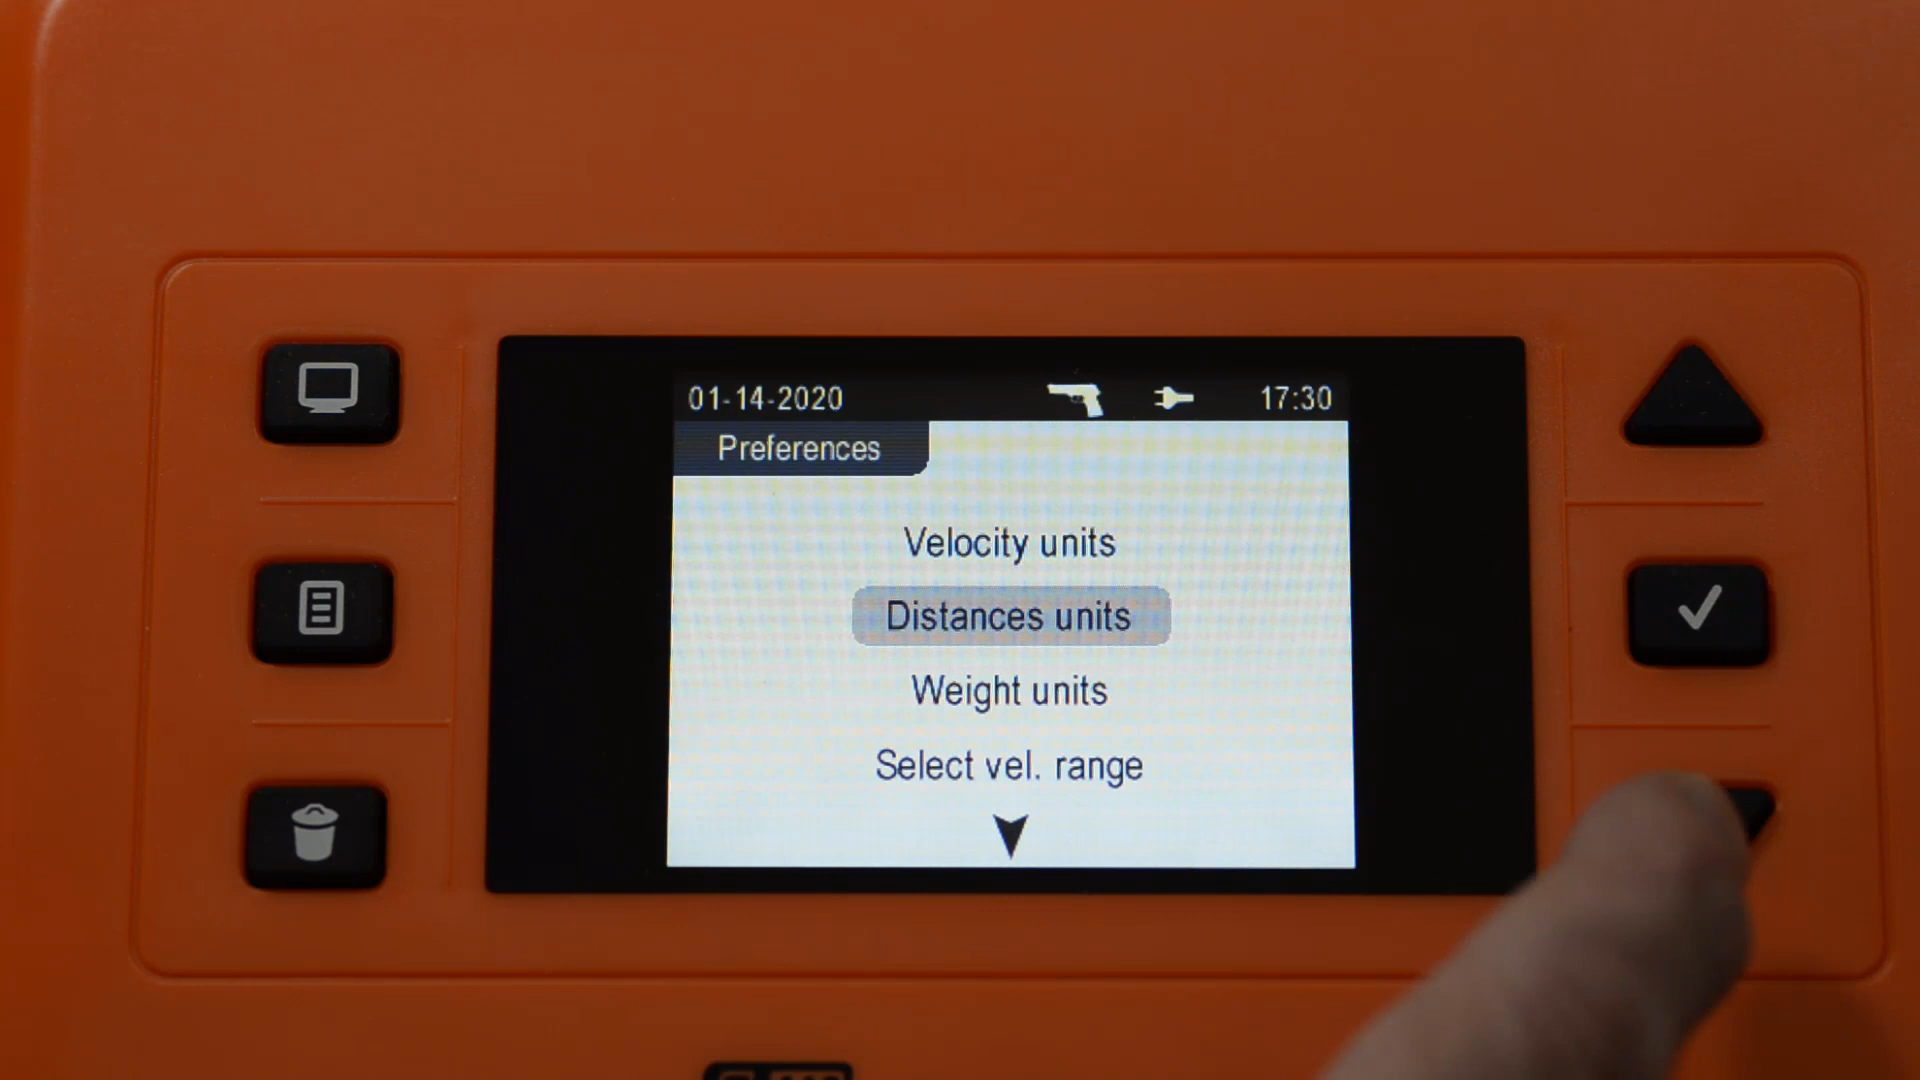 01-14-2020 17:30
Preferences
Velocity units
Distances units
Weight units
Select vel. range